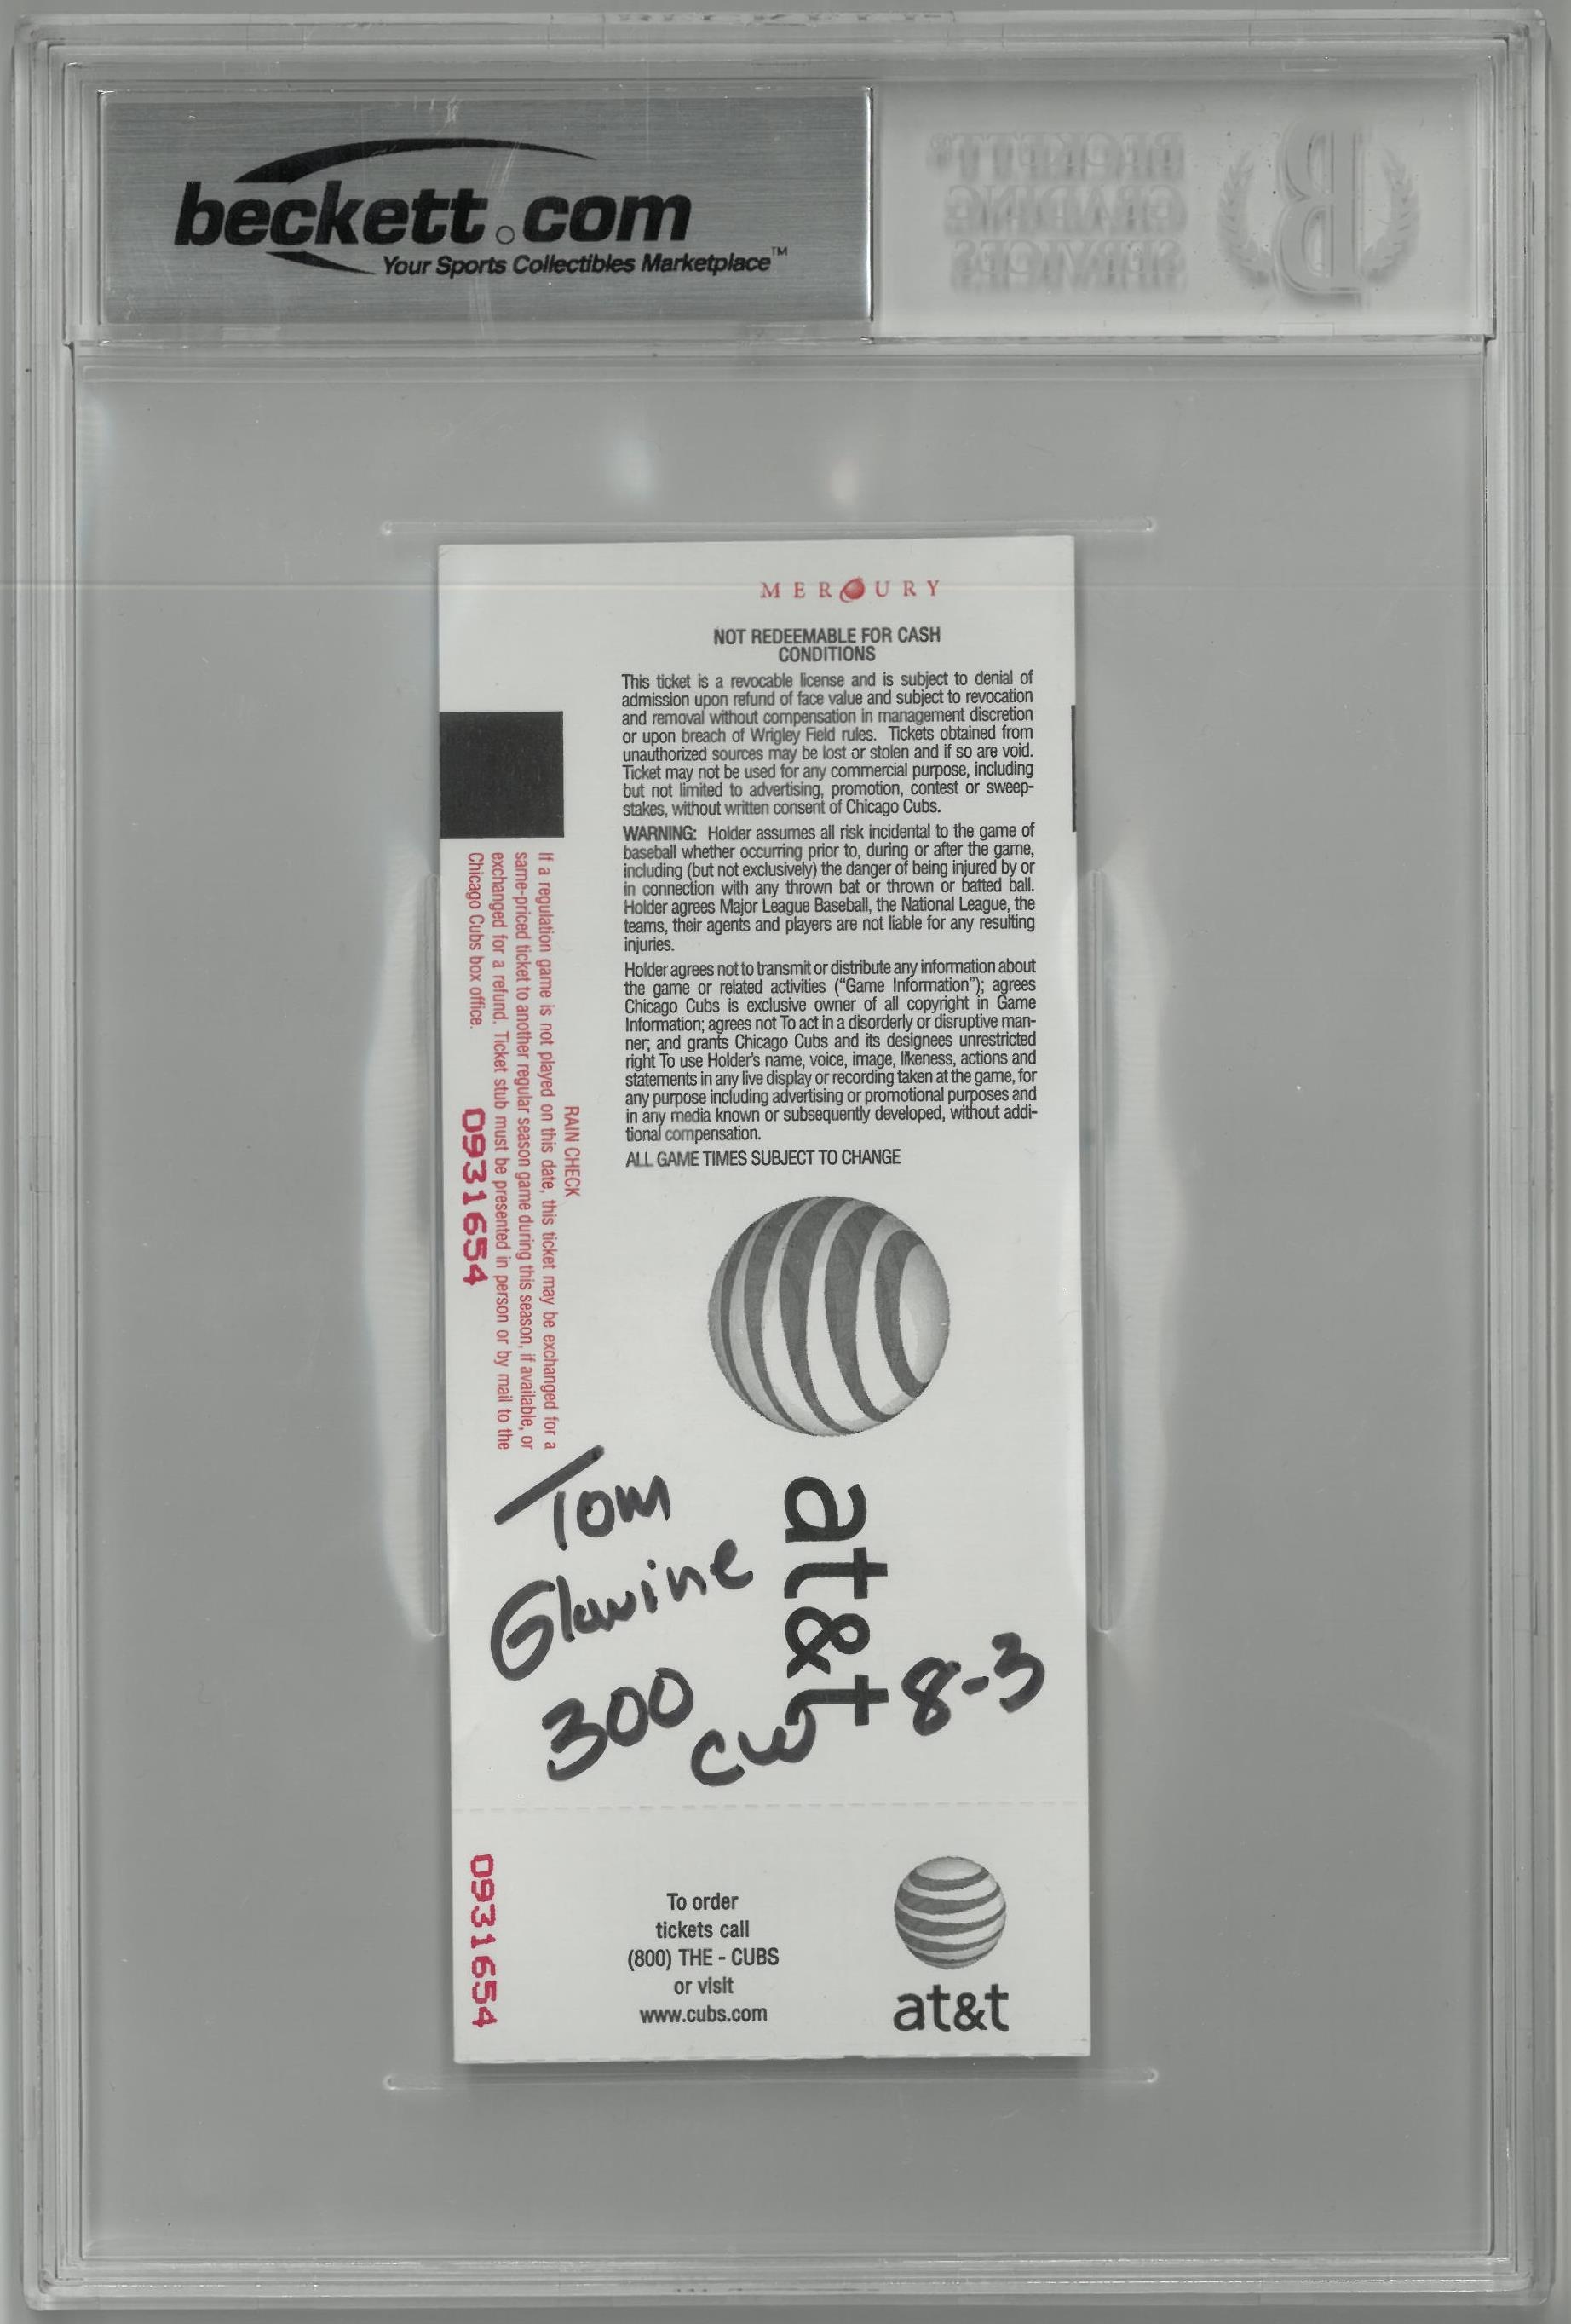 beckett.com
Your Sports Collectibles Marketplace™
BECKETT®
GRADING
SERVICES
B
MERCURY
NOT REDEEMABLE FOR CASH
CONDITIONS
This ticket is a revocable license and is subject to denial of
admission upon refund of face value and subject to revocation
and removal without compensation in management discretion
or upon breach of Wrigley Field rules. Tickets obtained from
unauthorized sources may be lost or stolen and if so are void.
Ticket may not be used for any commercial purpose, including
but not limited to advertising, promotion, contest or sweep-
stakes, without written consent of Chicago Cubs.
WARNING: Holder assumes all risk incidental to the game of
baseball whether occurring prior to, during or after the game,
including (but not exclusively) the danger of being injured by or
in connection with any thrown bat or thrown or batted ball.
Holder agrees Major League Baseball, the National League, the
teams, their agents and players are not liable for any resulting
injuries.
Holder agrees not to transmit or distribute any information about
the game or related activities ("Game Information"); agrees
Chicago Cubs is exclusive owner of all copyright in Game
Information; agrees not To act in a disorderly or disruptive man-
ner; and grants Chicago Cubs and its designees unrestricted
right To use Holder's name, voice, image, likeness, actions and
statements in any live display or recording taken at the game, for
any purpose including advertising or promotional purposes and
in any media known or subsequently developed, without addi-
tional compensation.
ALL GAME TIMES SUBJECT TO CHANGE
RAIN CHECK
If a regulation game is not played on this date, this ticket may be exchanged for a
same-priced ticket to another regular season game during this season, if available, or
exchanged for a refund. Ticket stub must be presented in person or by mail to the
Chicago Cubs box office.
0931654
at&t
Tom
Glavine
300
cw
8-3
0931654
To order
tickets call
(800) THE - CUBS
or visit
www.cubs.com
at&t